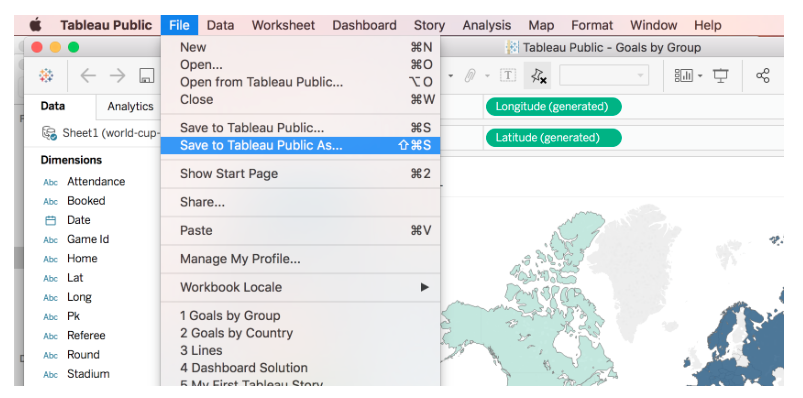 Tableau Public File Data Worksheet Dashboard Story Analysis Map Format Window Help
Tableau Public - Goals by Group
New ⌘N
Open... ⌘O
Open from Tableau Public... ⌥O
Close ⌘W
Save to Tableau Public... ⌘S
Save to Tableau Public As... ⇧⌘S
Show Start Page ⌘2
Share...
Paste ⌘V
Manage My Profile...
Workbook Locale
1 Goals by Group
2 Goals by Country
3 Lines
4 Dashboard Solution
5 My First Tableau Story
T
Data Analytics
Sheet1 (world-cup-
Dimensions
Abc Attendance
Abc Booked
Date
Abc Game Id
Abc Home
Abc Lat
Abc Long
Abc Pk
Abc Referee
Abc Round
Abc Stadium
Longitude (generated)
Latitude (generated)